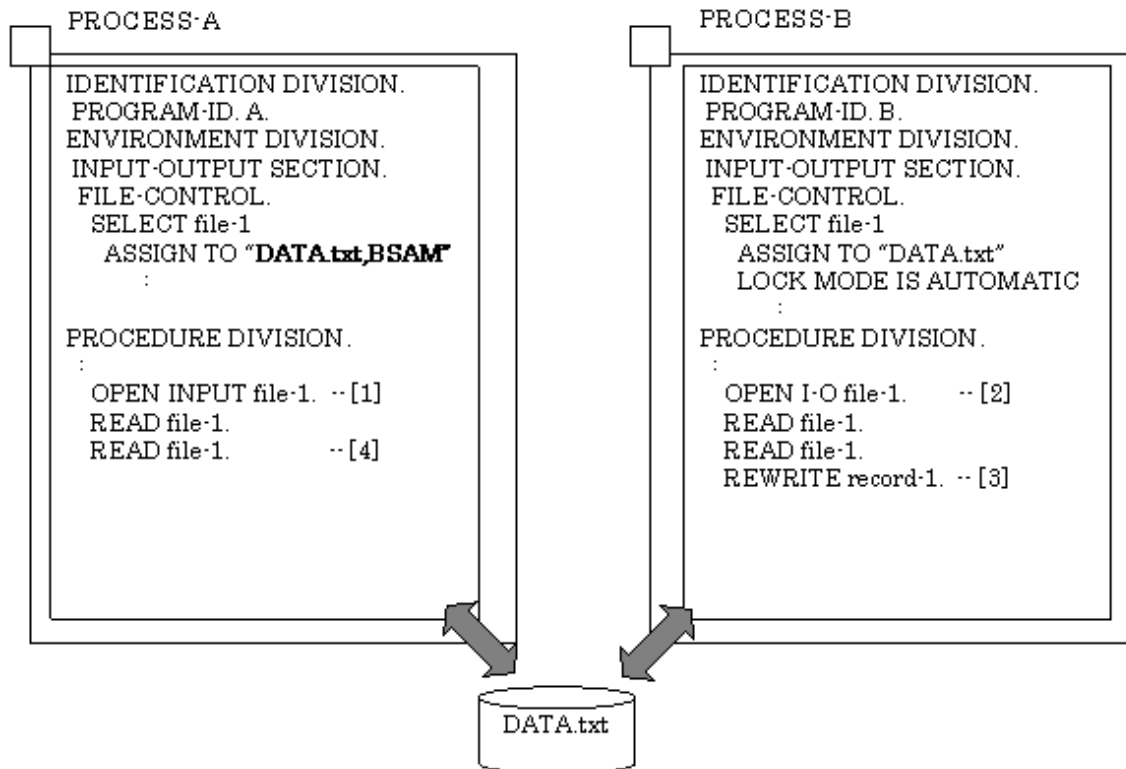 PROCESS-A
IDENTIFICATION DIVISION.
PROGRAM-ID. A.
ENVIRONMENT DIVISION.
INPUT-OUTPUT SECTION.
FILE-CONTROL.
SELECT file-1
ASSIGN TO “DATA.txt,BSAM”
:
PROCEDURE DIVISION.
:
OPEN INPUT file-1. --[1]
READ file-1.
READ file-1. --[4]
PROCESS-B
IDENTIFICATION DIVISION.
PROGRAM-ID. B.
ENVIRONMENT DIVISION.
INPUT-OUTPUT SECTION.
FILE-CONTROL.
SELECT file-1
ASSIGN TO “DATA.txt”
LOCK MODE IS AUTOMATIC
:
PROCEDURE DIVISION.
:
OPEN I-O file-1. --[2]
READ file-1.
READ file-1.
REWRITE record-1. --[3]
DATA.txt